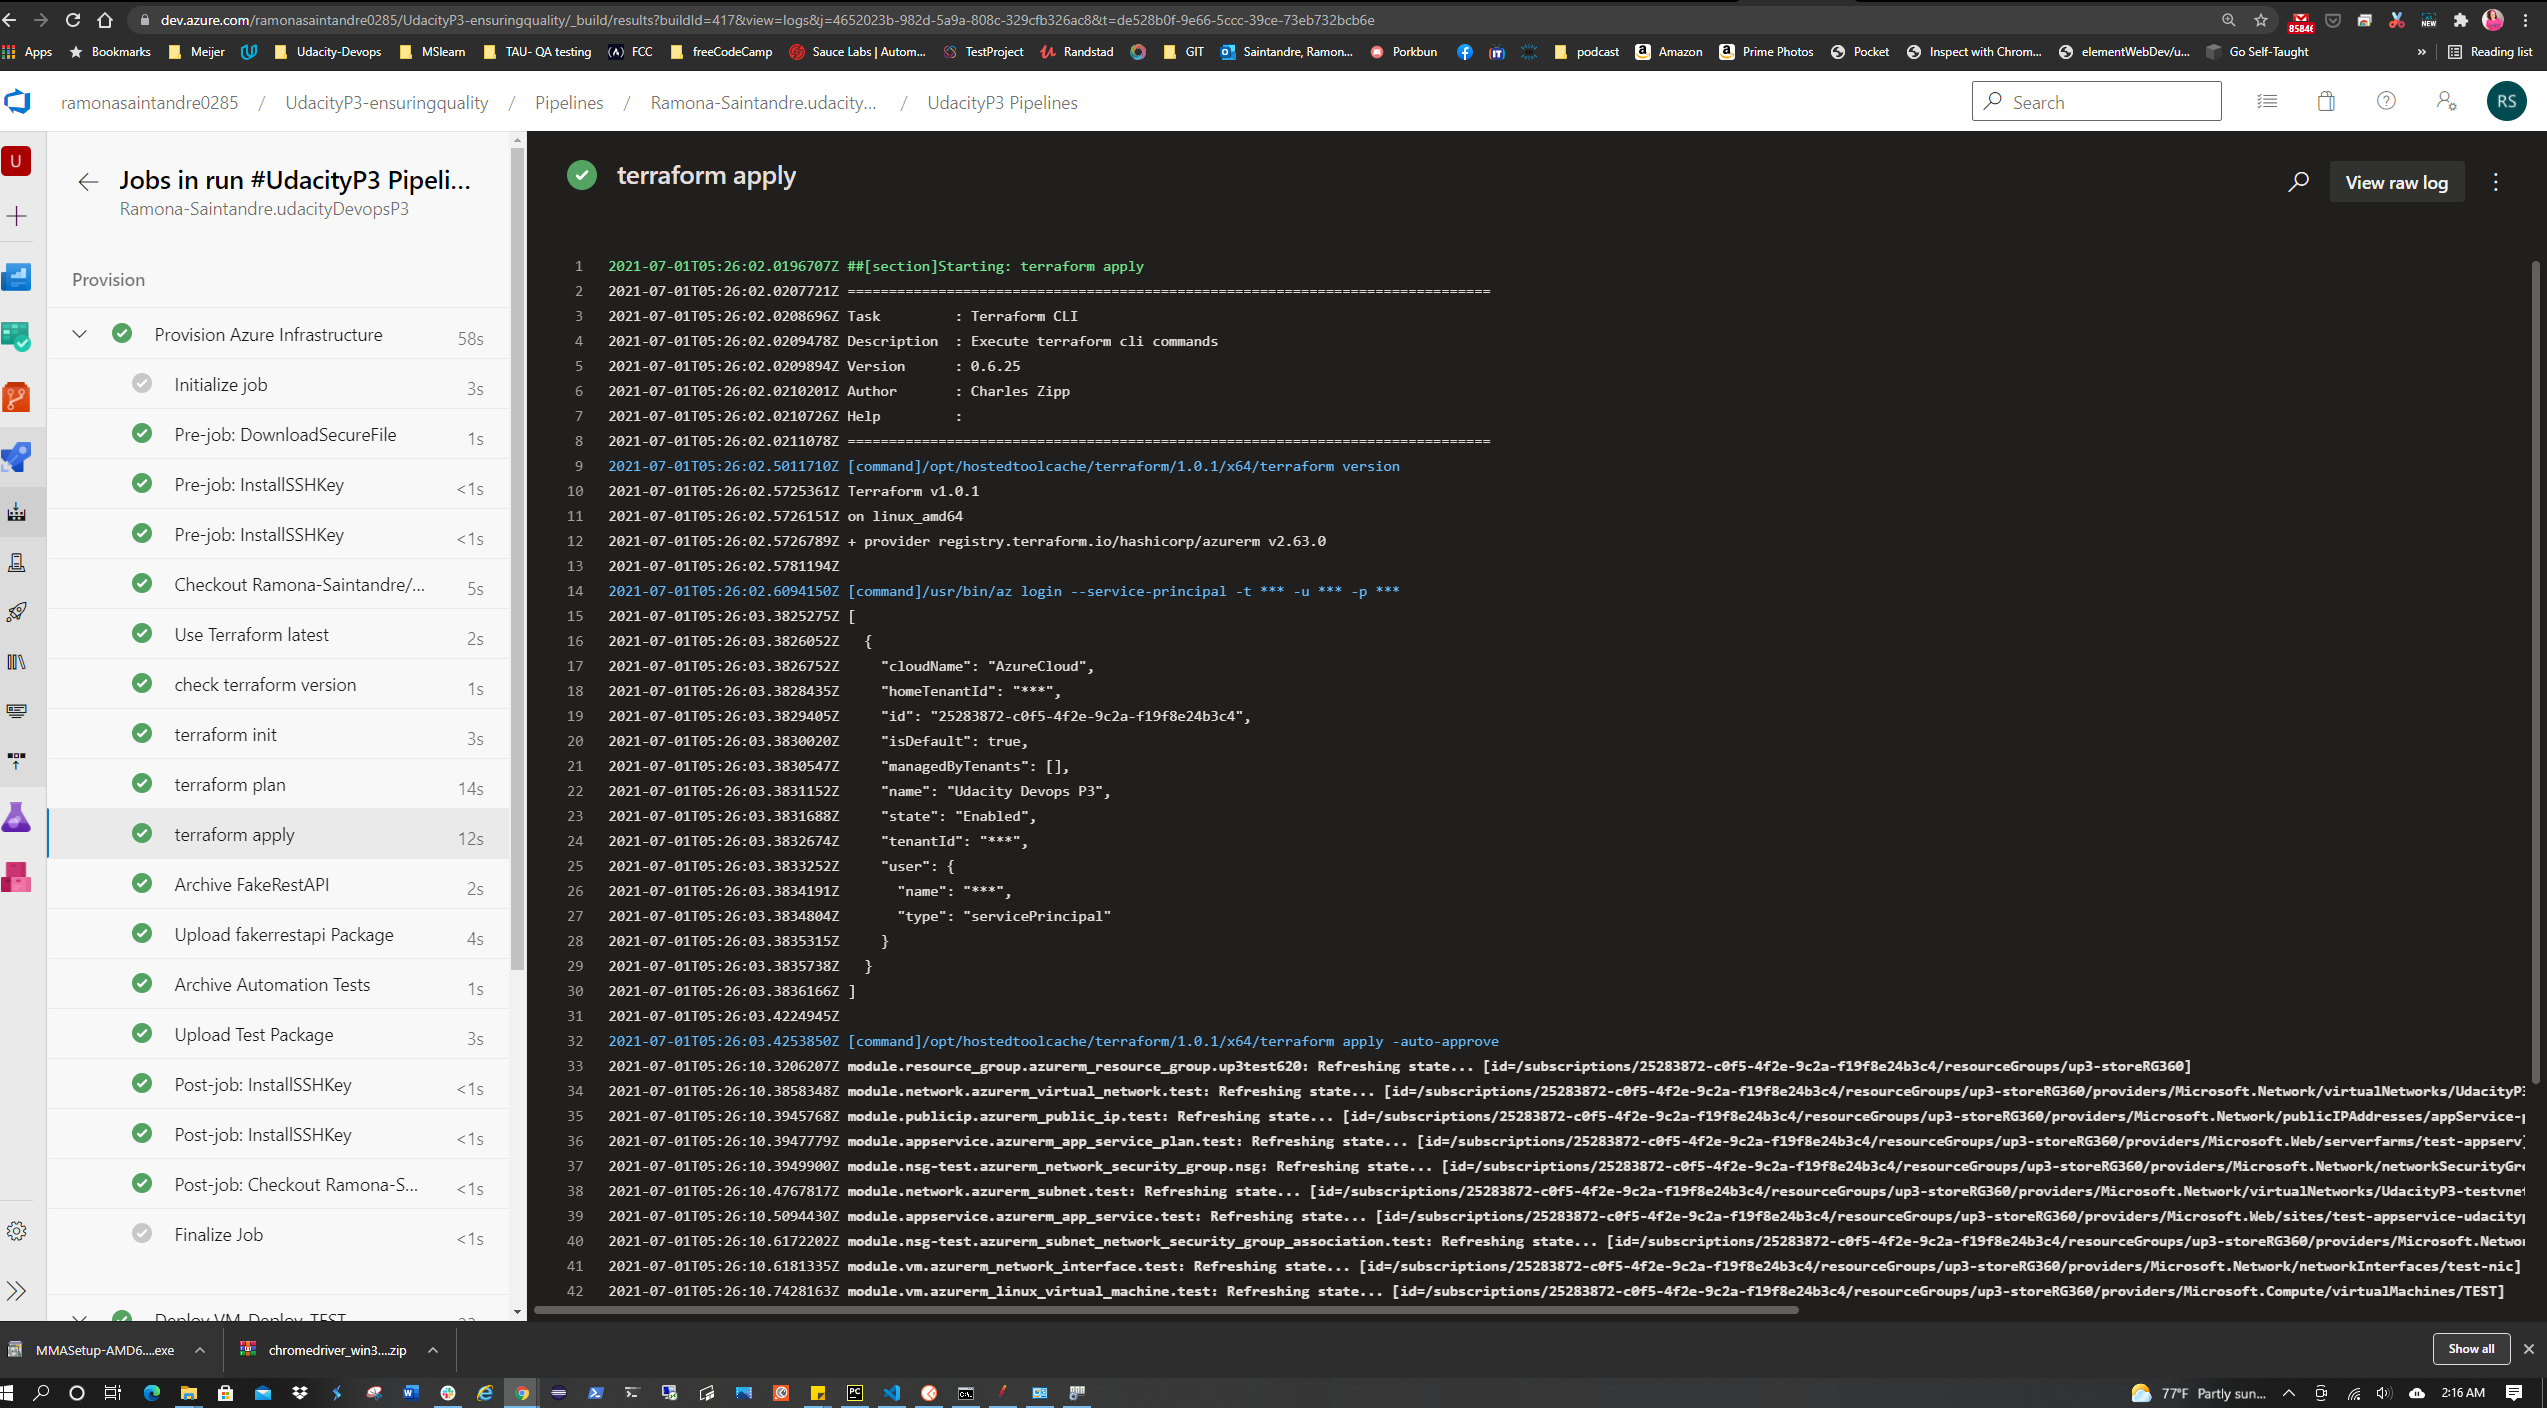 dev.azure.com/ramonasaintandre0285/UdacityP3-ensuringquality/_build/results?buildId=417&view=logs&j=4652023b-982d-5a9a-808c-329cfb326ac8&t=de528b0f-9e66-5ccc-39ce-73eb732bcb6e
85846
NEW
Apps Bookmarks Meijer Udacity-Devops MSlearn TAU- QA testing FCC freeCodeCamp Sauce Labs | Autom... TestProject Randstad GIT Saintandre, Ramon... Porkbun podcast Amazon Prime Photos Pocket Inspect with Chrom... elementWebDev/u... Go Self-Taught » Reading list
ramonasaintandre0285 / UdacityP3-ensuringquality / Pipelines / Ramona-Saintandre.udacity... / UdacityP3 Pipelines
Search
RS
U
Jobs in run #UdacityP3 Pipeli...
Ramona-Saintandre.udacityDevopsP3
Provision
Provision Azure Infrastructure 58s
Initialize job 3s
Pre-job: DownloadSecureFile 1s
Pre-job: InstallSSHKey <1s
Pre-job: InstallSSHKey <1s
Checkout Ramona-Saintandre/... 5s
Use Terraform latest 2s
check terraform version 1s
terraform init 3s
terraform plan 14s
terraform apply 12s
Archive FakeRestAPI 2s
Upload fakerrestapi Package 4s
Archive Automation Tests 1s
Upload Test Package 3s
Post-job: InstallSSHKey <1s
Post-job: InstallSSHKey <1s
Post-job: Checkout Ramona-S... <1s
Finalize Job <1s
terraform apply
View raw log
1 2021-07-01T05:26:02.0196707Z ##[section]Starting: terraform apply
2 2021-07-01T05:26:02.0207721Z ==============================================================================
3 2021-07-01T05:26:02.0208696Z Task : Terraform CLI
4 2021-07-01T05:26:02.0209478Z Description : Execute terraform cli commands
5 2021-07-01T05:26:02.0209894Z Version : 0.6.25
6 2021-07-01T05:26:02.0210201Z Author : Charles Zipp
7 2021-07-01T05:26:02.0210726Z Help :
8 2021-07-01T05:26:02.0211078Z ==============================================================================
9 2021-07-01T05:26:02.5011710Z [command]/opt/hostedtoolcache/terraform/1.0.1/x64/terraform version
10 2021-07-01T05:26:02.5725361Z Terraform v1.0.1
11 2021-07-01T05:26:02.5726151Z on linux_amd64
12 2021-07-01T05:26:02.5726789Z + provider registry.terraform.io/hashicorp/azurerm v2.63.0
13 2021-07-01T05:26:02.5781194Z
14 2021-07-01T05:26:02.6094150Z [command]/usr/bin/az login --service-principal -t *** -u *** -p ***
15 2021-07-01T05:26:03.3825275Z [
16 2021-07-01T05:26:03.3826052Z {
17 2021-07-01T05:26:03.3826752Z "cloudName": "AzureCloud",
18 2021-07-01T05:26:03.3828435Z "homeTenantId": "***",
19 2021-07-01T05:26:03.3829405Z "id": "25283872-c0f5-4f2e-9c2a-f19f8e24b3c4",
20 2021-07-01T05:26:03.3830020Z "isDefault": true,
21 2021-07-01T05:26:03.3830547Z "managedByTenants": [],
22 2021-07-01T05:26:03.3831152Z "name": "Udacity Devops P3",
23 2021-07-01T05:26:03.3831688Z "state": "Enabled",
24 2021-07-01T05:26:03.3832674Z "tenantId": "***",
25 2021-07-01T05:26:03.3833252Z "user": {
26 2021-07-01T05:26:03.3834191Z "name": "***",
27 2021-07-01T05:26:03.3834804Z "type": "servicePrincipal"
28 2021-07-01T05:26:03.3835315Z }
29 2021-07-01T05:26:03.3835738Z }
30 2021-07-01T05:26:03.3836166Z ]
31 2021-07-01T05:26:03.4224945Z
32 2021-07-01T05:26:03.4253850Z [command]/opt/hostedtoolcache/terraform/1.0.1/x64/terraform apply -auto-approve
33 2021-07-01T05:26:10.3206207Z module.resource_group.azurerm_resource_group.up3test620: Refreshing state... [id=/subscriptions/25283872-c0f5-4f2e-9c2a-f19f8e24b3c4/resourceGroups/up3-storeRG360]
34 2021-07-01T05:26:10.3858348Z module.network.azurerm_virtual_network.test: Refreshing state... [id=/subscriptions/25283872-c0f5-4f2e-9c2a-f19f8e24b3c4/resourceGroups/up3-storeRG360/providers/Microsoft.Network/virtualNetworks/UdacityP3
35 2021-07-01T05:26:10.3945768Z module.publicip.azurerm_public_ip.test: Refreshing state... [id=/subscriptions/25283872-c0f5-4f2e-9c2a-f19f8e24b3c4/resourceGroups/up3-storeRG360/providers/Microsoft.Network/publicIPAddresses/appService-p
36 2021-07-01T05:26:10.3947779Z module.appservice.azurerm_app_service_plan.test: Refreshing state... [id=/subscriptions/25283872-c0f5-4f2e-9c2a-f19f8e24b3c4/resourceGroups/up3-storeRG360/providers/Microsoft.Web/serverfarms/test-appserv
37 2021-07-01T05:26:10.3949900Z module.nsg-test.azurerm_network_security_group.nsg: Refreshing state... [id=/subscriptions/25283872-c0f5-4f2e-9c2a-f19f8e24b3c4/resourceGroups/up3-storeRG360/providers/Microsoft.Network/networkSecurityGro
38 2021-07-01T05:26:10.4767817Z module.network.azurerm_subnet.test: Refreshing state... [id=/subscriptions/25283872-c0f5-4f2e-9c2a-f19f8e24b3c4/resourceGroups/up3-storeRG360/providers/Microsoft.Network/virtualNetworks/UdacityP3-testvnet
39 2021-07-01T05:26:10.5094430Z module.appservice.azurerm_app_service.test: Refreshing state... [id=/subscriptions/25283872-c0f5-4f2e-9c2a-f19f8e24b3c4/resourceGroups/up3-storeRG360/providers/Microsoft.Web/sites/test-appservice-udacityp
40 2021-07-01T05:26:10.6172202Z module.nsg-test.azurerm_subnet_network_security_group_association.test: Refreshing state... [id=/subscriptions/25283872-c0f5-4f2e-9c2a-f19f8e24b3c4/resourceGroups/up3-storeRG360/providers/Microsoft.Networ
41 2021-07-01T05:26:10.6181335Z module.vm.azurerm_network_interface.test: Refreshing state... [id=/subscriptions/25283872-c0f5-4f2e-9c2a-f19f8e24b3c4/resourceGroups/up3-storeRG360/providers/Microsoft.Network/networkInterfaces/test-nic]
42 2021-07-01T05:26:10.7428163Z module.vm.azurerm_linux_virtual_machine.test: Refreshing state... [id=/subscriptions/25283872-c0f5-4f2e-9c2a-f19f8e24b3c4/resourceGroups/up3-storeRG360/providers/Microsoft.Compute/virtualMachines/TEST]
MMASetup-AMD6....exe chromedriver_win3....zip Show all
77°F Partly sun... 2:16 AM